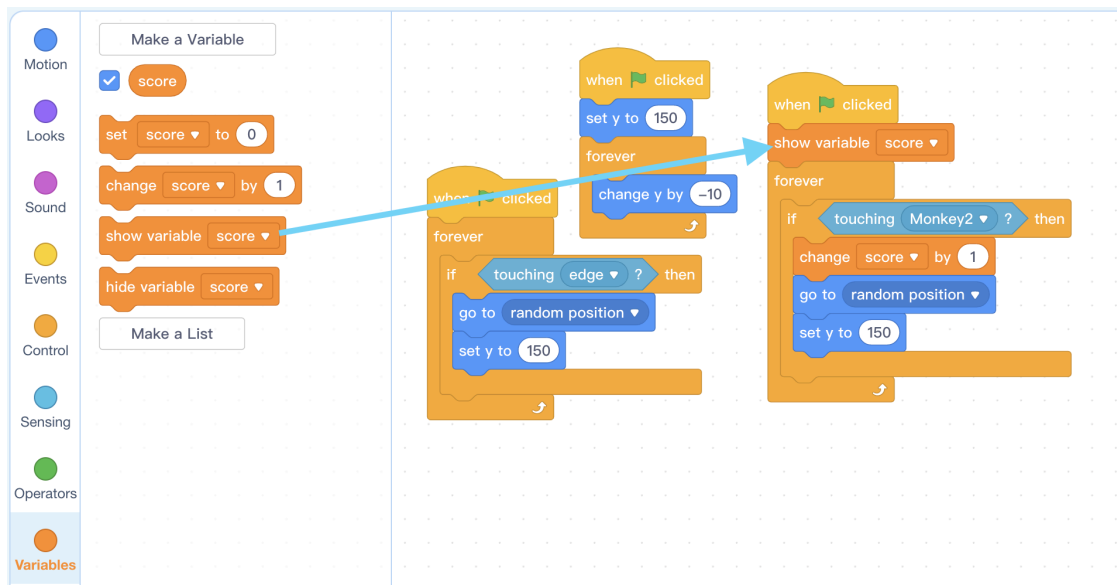 Motion
Looks
Sound
Events
Control
Sensing
Operators
Variables
Make a Variable
score
set score to 0
change score by 1
show variable score
hide variable score
Make a List
when clicked
forever
if touching edge ? then
go to random position
set y to 150
when clicked
set y to 150
forever
change y by –10
when clicked
show variable score
forever
if touching Monkey2 ? then
change score by 1
go to random position
set y to 150